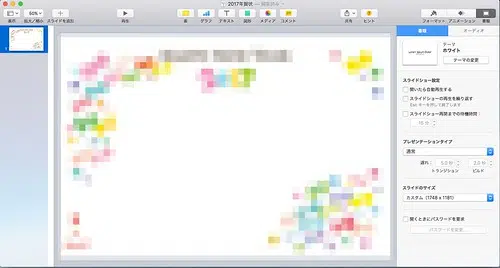 2017年賀状
表示
60%
拡大/縮小
スライドを追加
再生
表
グラフ
テキスト
図形
メディア
コメント
共有
ヒント
フォーマット
アニメーション
書類
1
書類
オーディオ
テーマ
ホワイト
テーマの変更
スライドショー設定
開いたら自動再生する
スライドショーの再生を繰り返す
Esc キーを押して終了します
スライドショー再開までの待機時間:
15 分
プレゼンテーションタイプ
通常
遅れ:
5.0 秒
2.0 秒
トランジション
ビルド
スライドのサイズ
カスタム (1748 x 1181)
開くときにパスワードを要求
パスワードを変更...